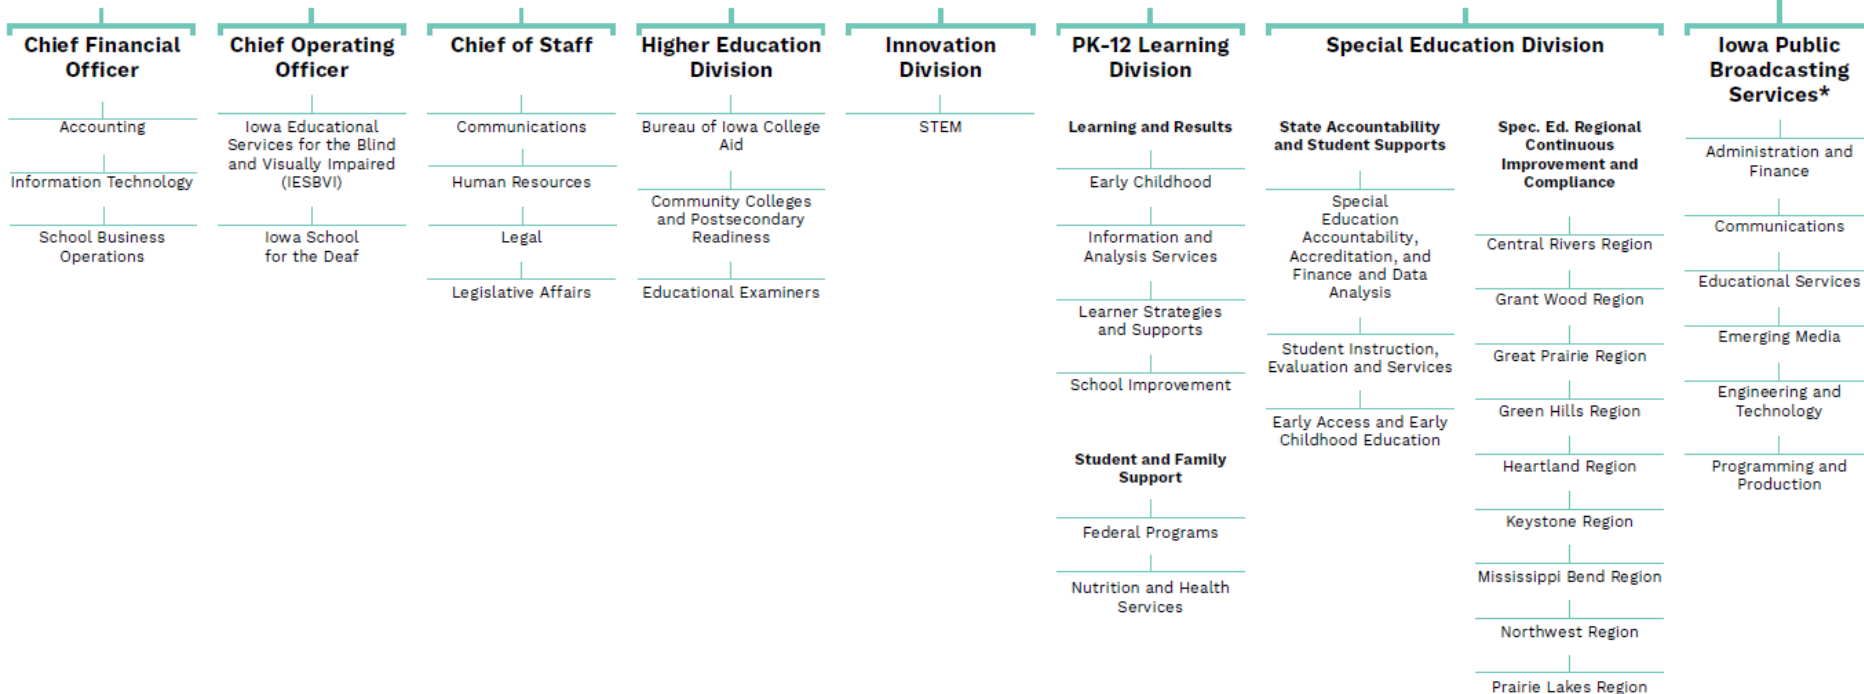 Chief Financial
Officer
Accounting
Information Technology
School Business
Operations
Chief Operating
Officer
Iowa Educational
Services for the Blind
and Visually Impaired
(IESBVI)
Iowa School
for the Deaf
Chief of Staff
Communications
Human Resources
Legal
Legislative Affairs
Higher Education
Division
Bureau of Iowa College
Aid
Community Colleges
and Postsecondary
Readiness
Educational Examiners
Innovation
Division
STEM
PK-12 Learning
Division
Learning and Results
Early Childhood
Information and
Analysis Services
Learner Strategies
and Supports
School Improvement
Student and Family
Support
Federal Programs
Nutrition and Health
Services
Special Education Division
State Accountability
and Student Supports
Special
Education
Accountability,
Accreditation, and
Finance and Data
Analysis
Student Instruction,
Evaluation and Services
Early Access and Early
Childhood Education
Spec. Ed. Regional
Continuous
Improvement and
Compliance
Central Rivers Region
Grant Wood Region
Great Prairie Region
Green Hills Region
Heartland Region
Keystone Region
Mississippi Bend Region
Northwest Region
Prairie Lakes Region
Iowa Public
Broadcasting
Services*
Administration and
Finance
Communications
Educational Services
Emerging Media
Engineering and
Technology
Programming and
Production